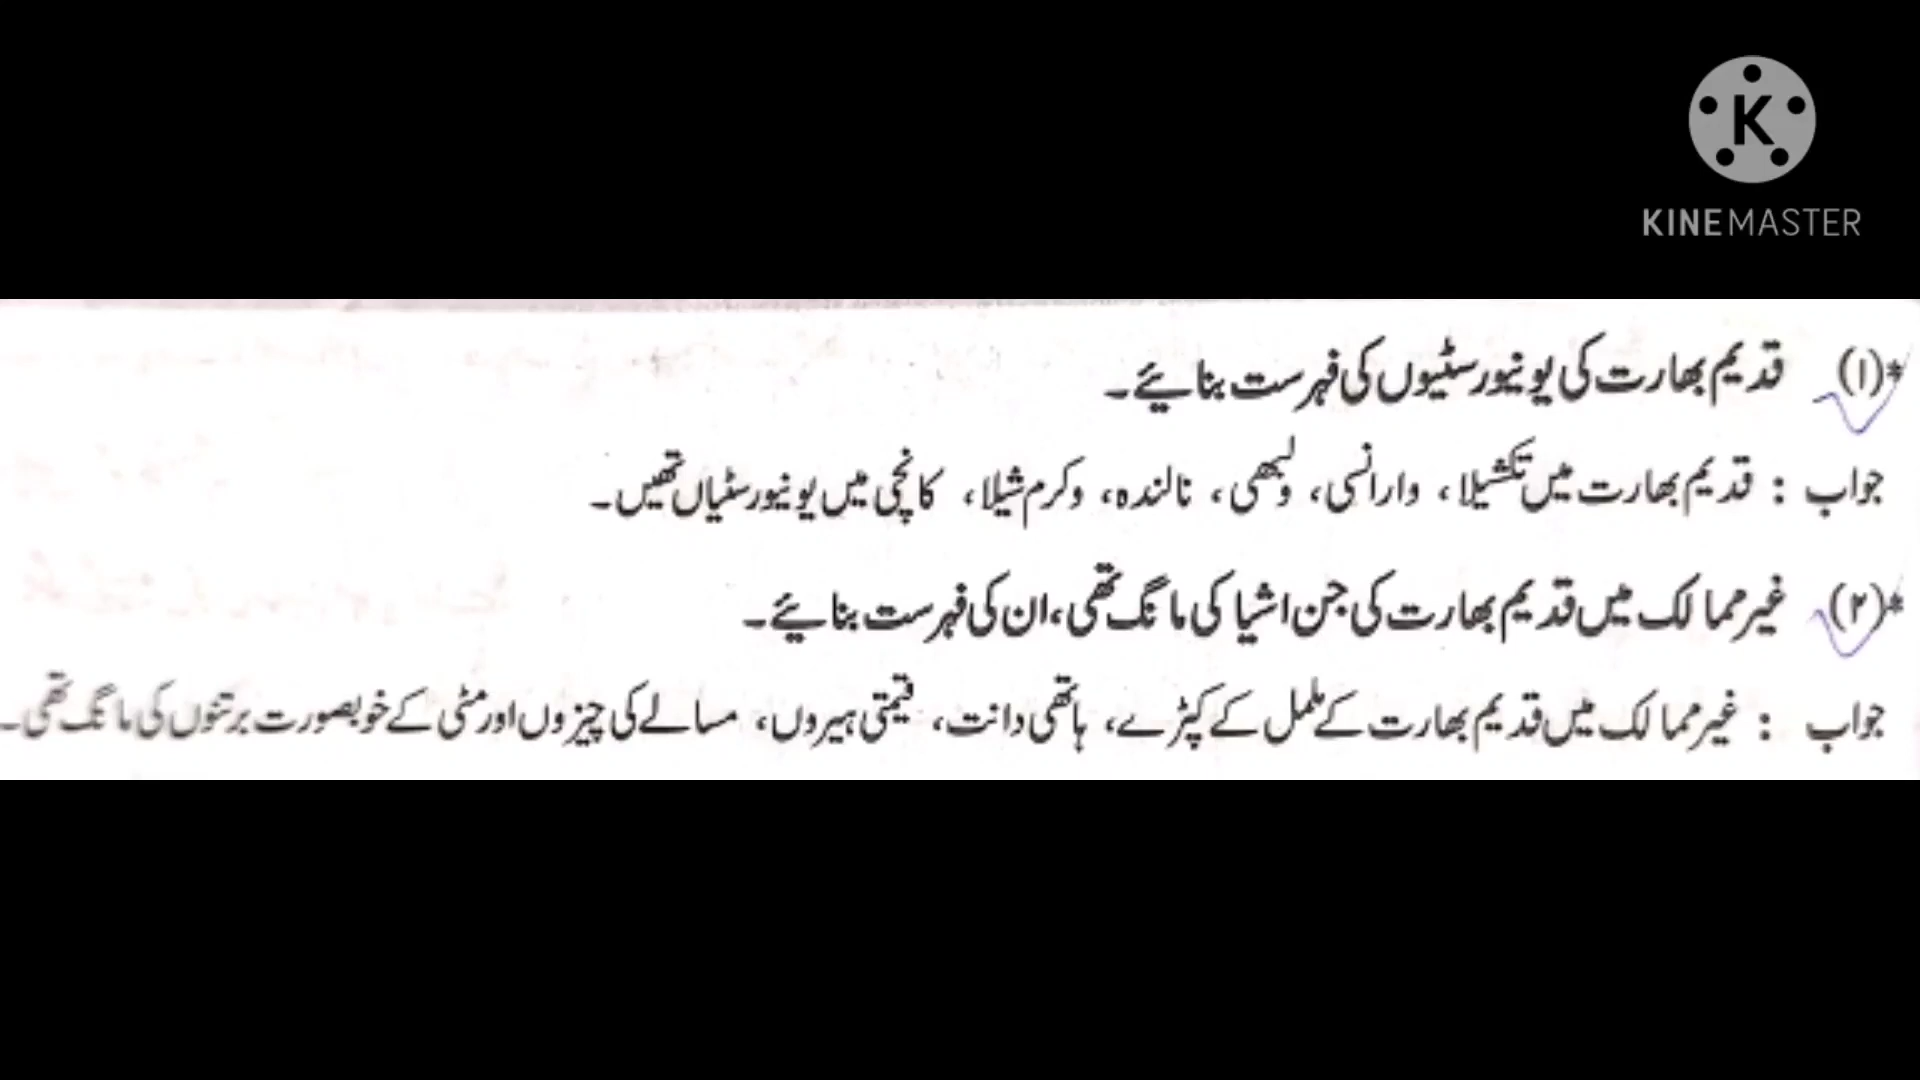 KINEMASTER
*(۱) قدیم بھارت کی یونیورسٹیوں کی فہرست بنائیے۔
جواب : قدیم بھارت میں تکشیلا، وارانسی، ولبھی، نالندہ، وکرم شیلا، کانچی میں یونیورسٹیاں تھیں۔
*(۲) غیر ممالک میں قدیم بھارت کی جن اشیا کی مانگ تھی، ان کی فہرست بنائیے۔
جواب : غیر ممالک میں قدیم بھارت کے ململ کے کپڑے، ہاتھی دانت، قیمتی ہیروں، مسالے کی چیزوں اور مٹی کے خوبصورت برتنوں کی مانگ تھی۔